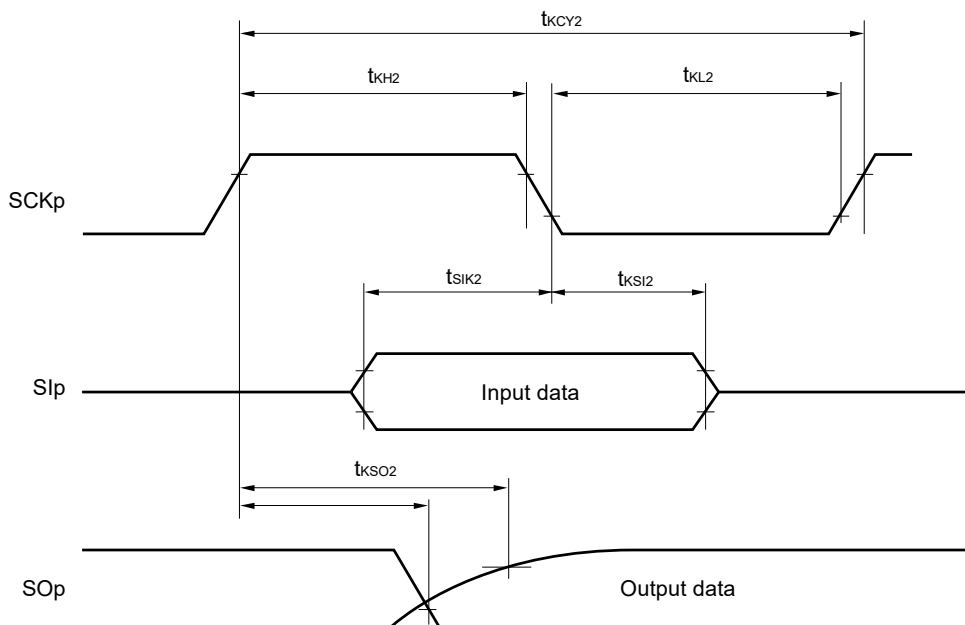 tKCY2
tKH2
tKL2
SCKp
tSIK2
tKSI2
SIp
Input data
tKSO2
SOp
Output data